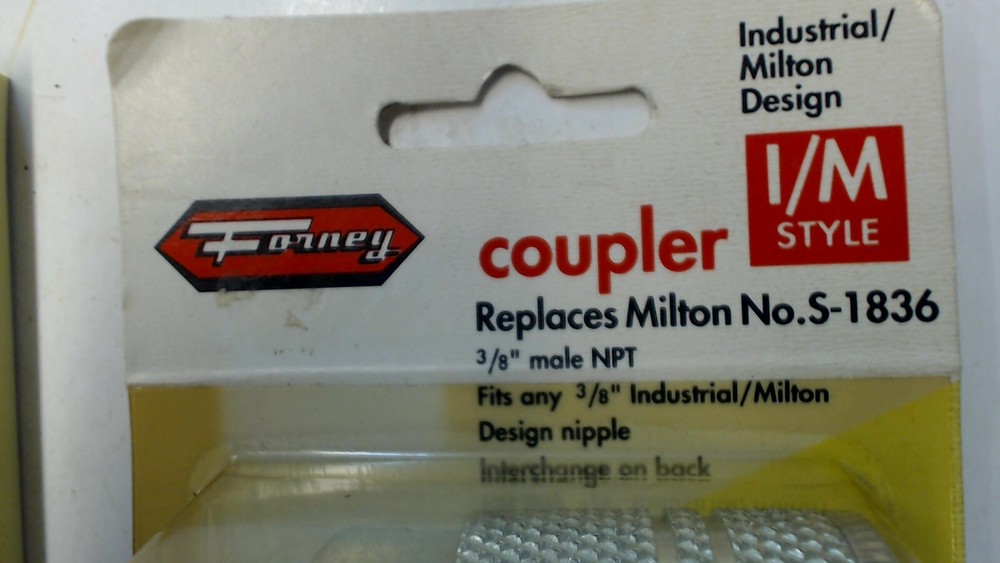 Industrial/
Milton
Design
I/M
STYLE
Forney
coupler
Replaces Milton No.S-1836
3/8" male NPT
Fits any 3/8" Industrial/Milton
Design nipple
Interchange on back